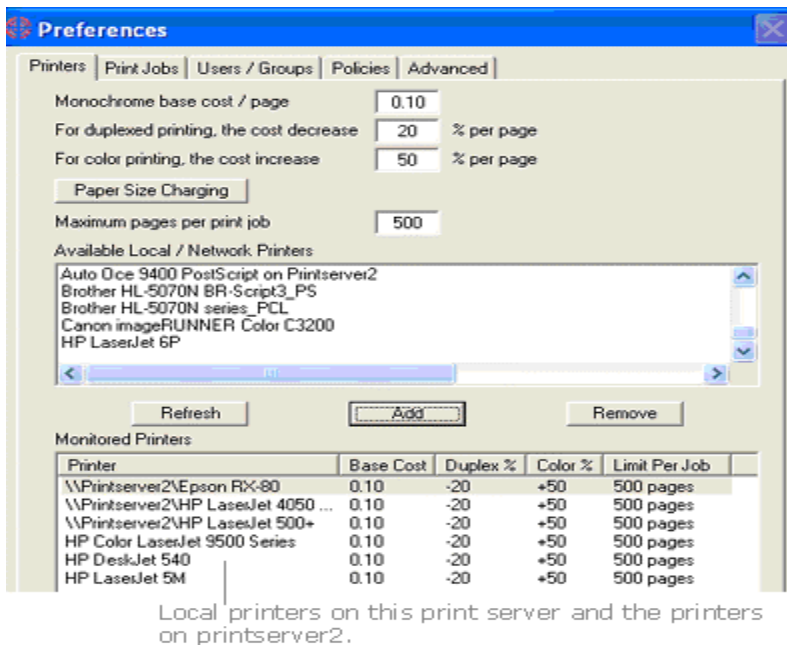 Preferences
Printers Print Jobs Users / Groups Policies Advanced
Monochrome base cost / page 0.10
For duplexed printing, the cost decrease 20 % per page
For color printing, the cost increase 50 % per page
Paper Size Charging
Maximum pages per print job 500
Available Local / Network Printers
Auto Oce 9400 PostScript on Printserver2
Brother HL-5070N BR-Script3_PS
Brother HL-5070N series_PCL
Canon imageRUNNER Color C3200
HP LaserJet 6P
Refresh Add Remove
Monitored Printers
Printer Base Cost Duplex % Color % Limit Per Job
\\Printserver2\Epson RX-80 0.10 -20 +50 500 pages
\\Printserver2\HP LaserJet 4050 ... 0.10 -20 +50 500 pages
\\Printserver2\HP LaserJet 500+ 0.10 -20 +50 500 pages
HP Color LaserJet 9500 Series 0.10 -20 +50 500 pages
HP DeskJet 540 0.10 -20 +50 500 pages
HP LaserJet 5M 0.10 -20 +50 500 pages
Local printers on this print server and the printers
on printserver2.